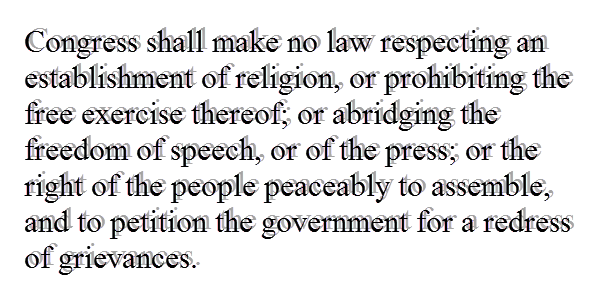 Congress shall make no law respecting an
establishment of religion, or prohibiting the
free exercise thereof; or abridging the
freedom of speech, or of the press; or the
right of the people peaceably to assemble,
and to petition the government for a redress
of grievances.